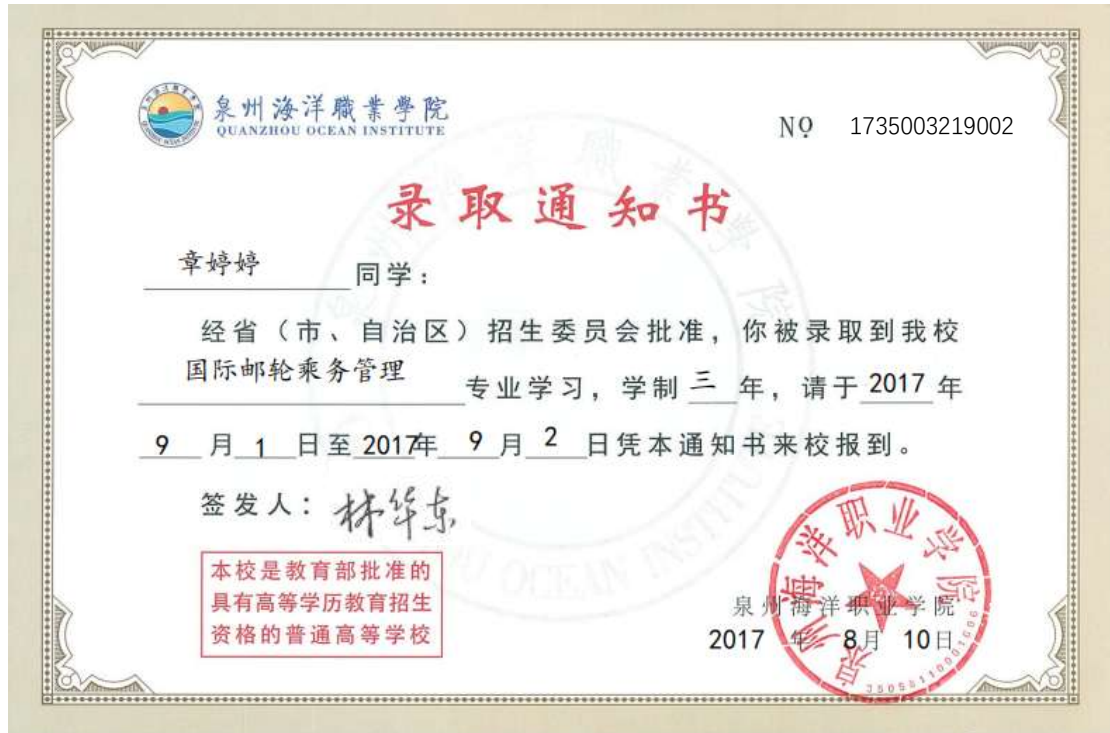 泉州海洋職業學院
QUANZHOU OCEAN INSTITUTE
Nº 1735003219002
录取通知书
章婷婷 同学：
经省（市、自治区）招生委员会批准，你被录取到我校
国际邮轮乘务管理 专业学习，学制 三 年，请于 2017 年
9 月 1 日至 2017年 9 月 2 日凭本通知书来校报到。
签发人：林华东
本校是教育部批准的
具有高等学历教育招生
资格的普通高等学校
泉州海洋职业学院
泉州海洋职业学院
2017 年 8月 10日